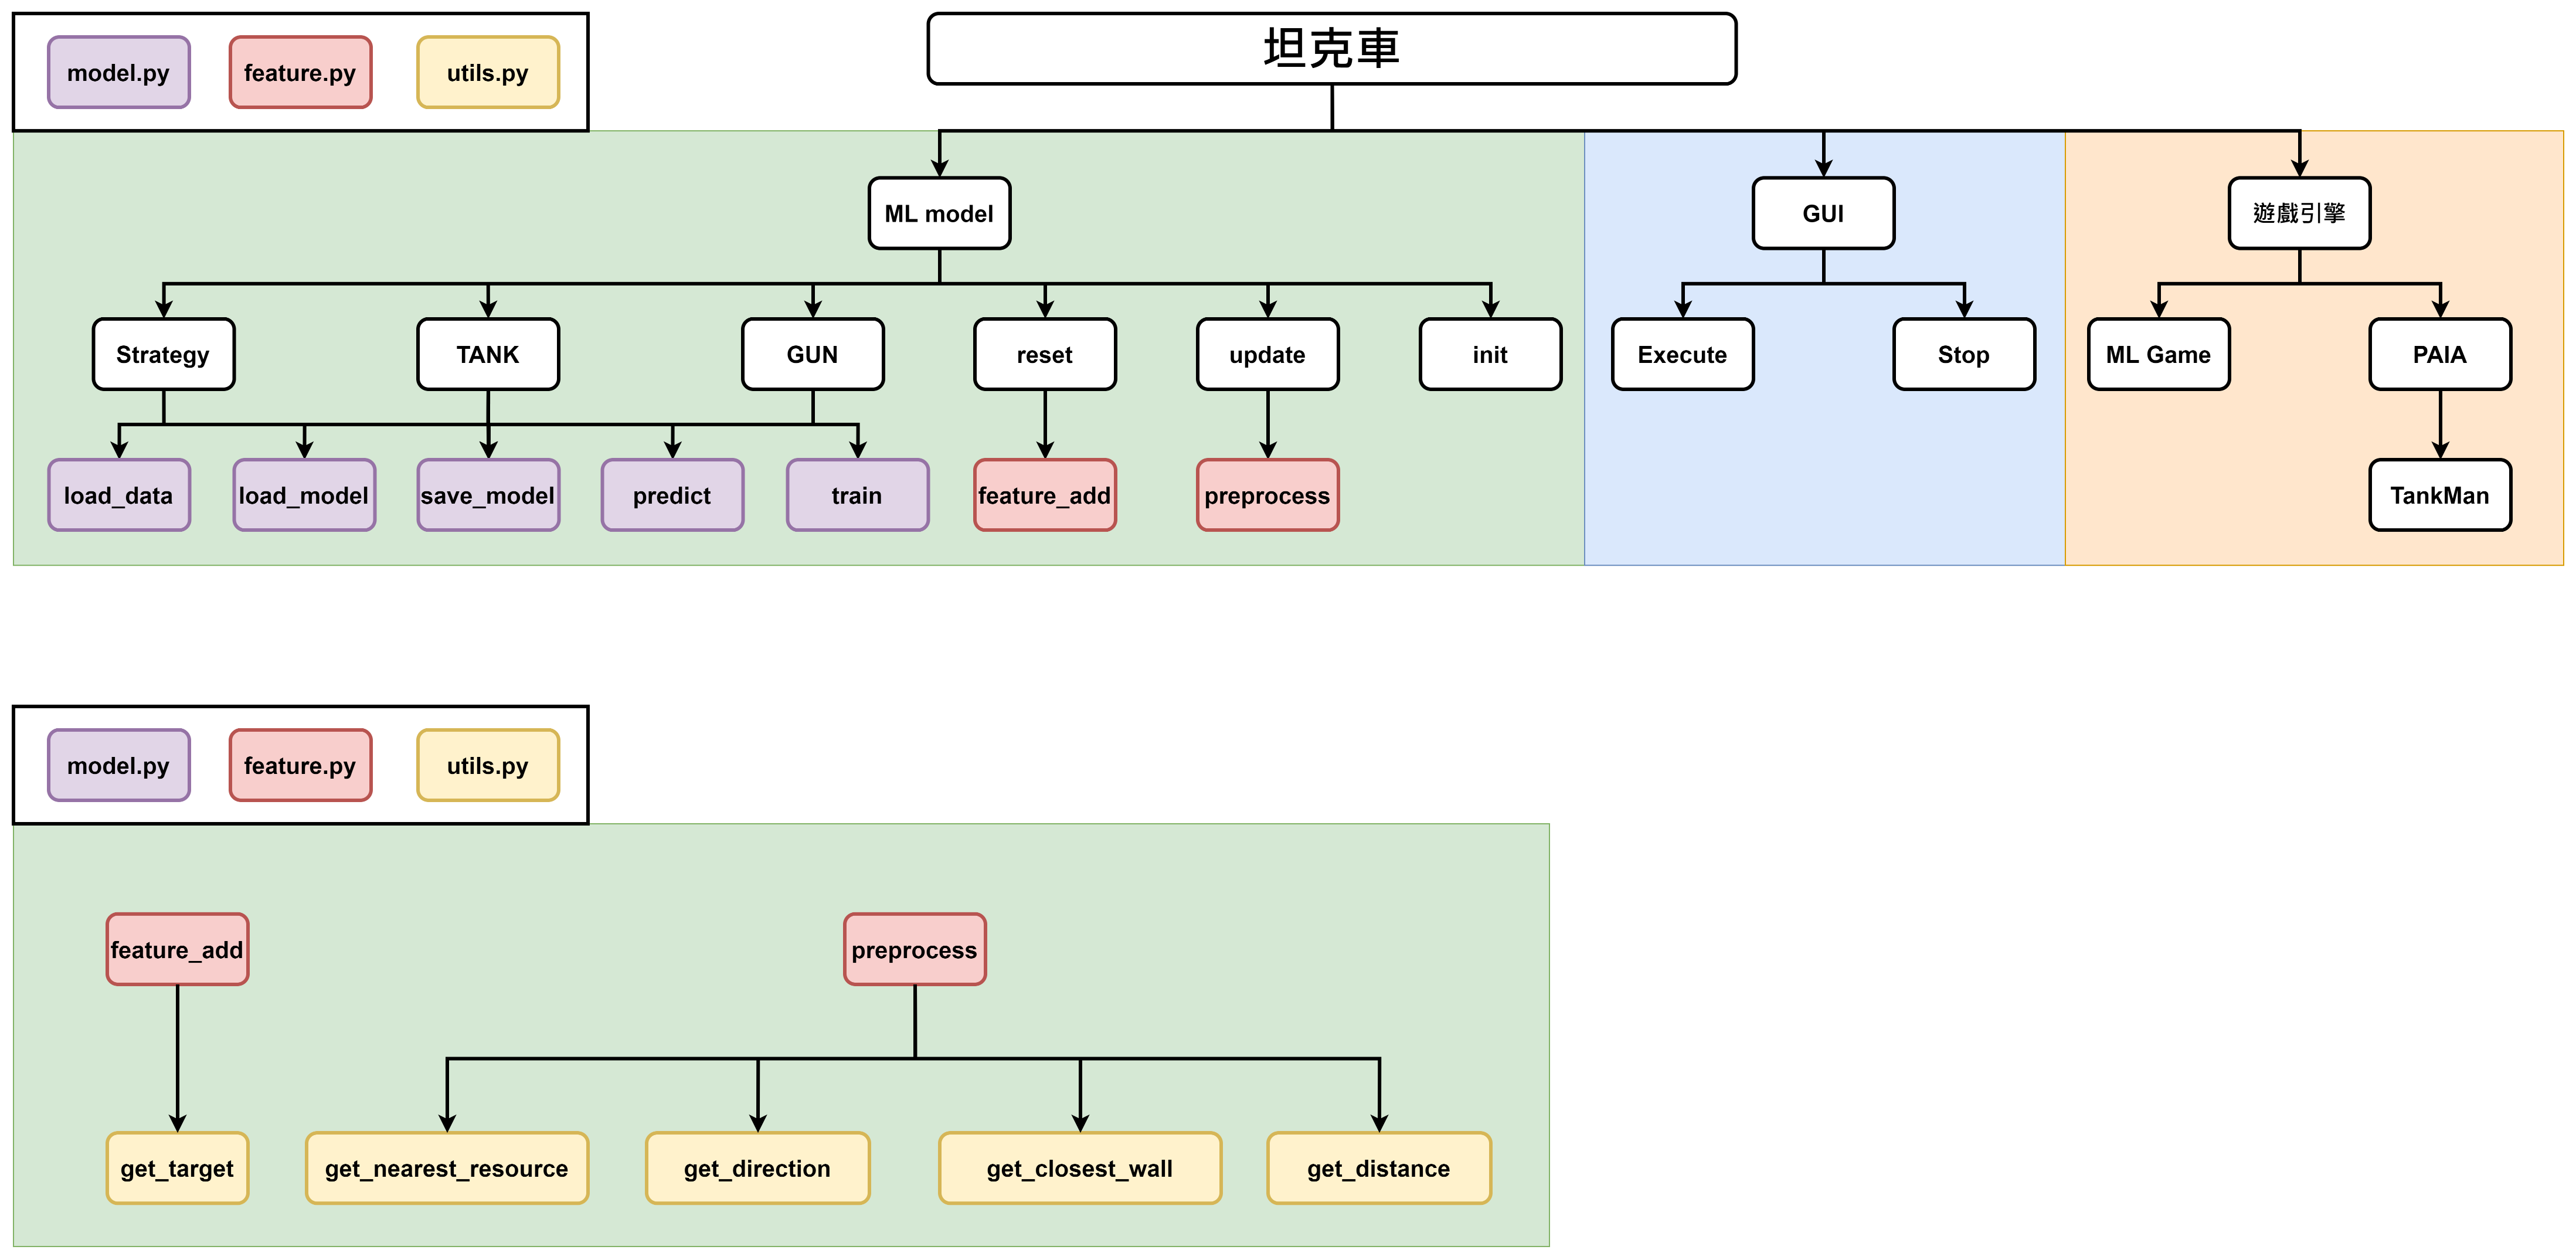 model.py
feature.py
utils.py
坦克車
ML model
GUI
遊戲引擎
Strategy
TANK
GUN
reset
update
init
Execute
Stop
ML Game
PAIA
load_data
load_model
save_model
predict
train
feature_add
preprocess
TankMan
model.py
feature.py
utils.py
feature_add
preprocess
get_target
get_nearest_resource
get_direction
get_closest_wall
get_distance